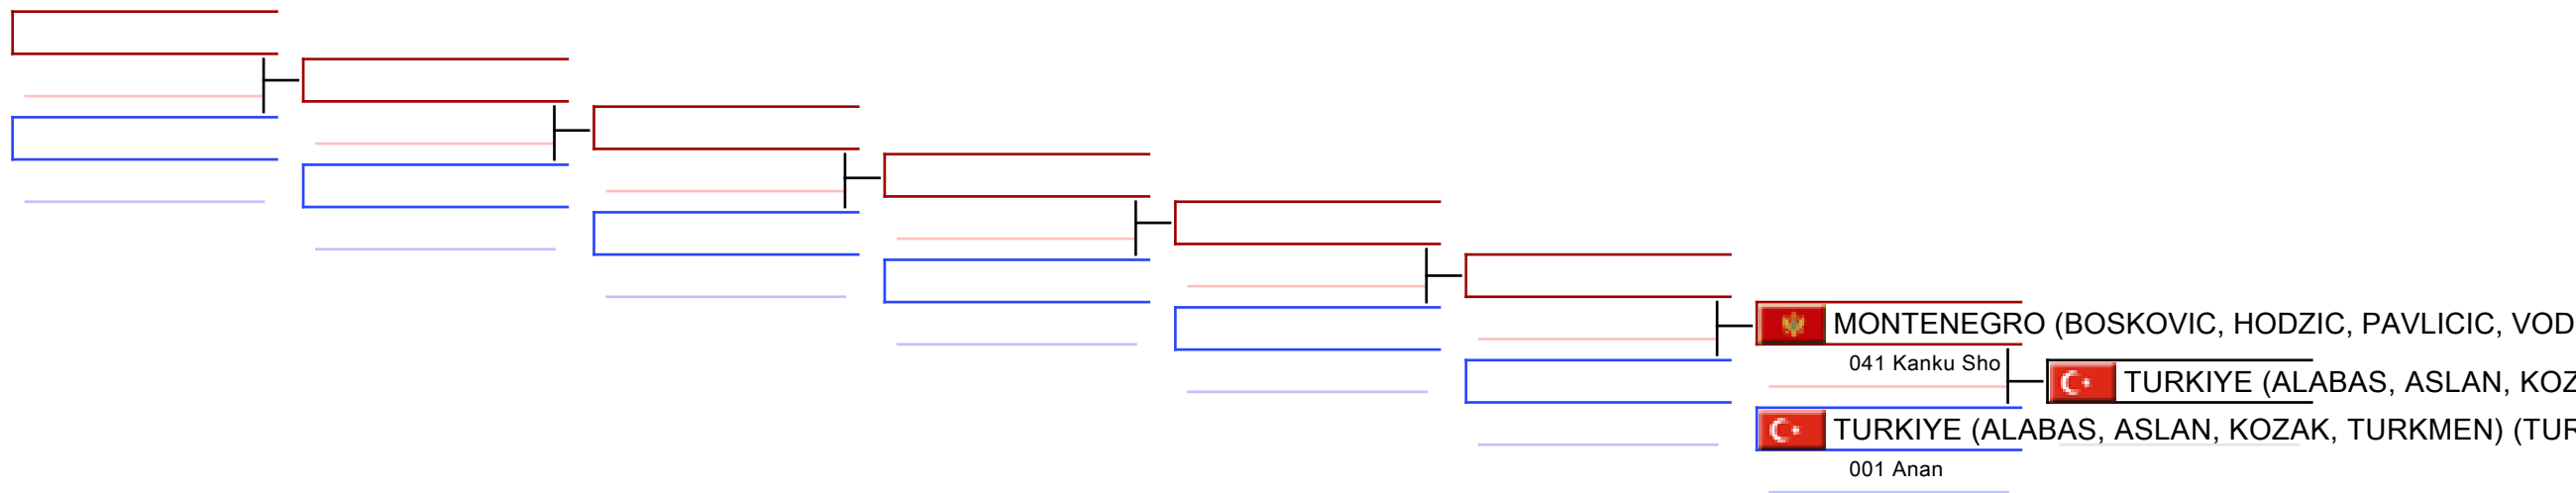 MONTENEGRO (BOSKOVIC, HODZIC, PAVLICIC, VOD
041 Kanku Sho
TURKIYE (ALABAS, ASLAN, KOZ
TURKIYE (ALABAS, ASLAN, KOZAK, TURKMEN) (TUR
001 Anan